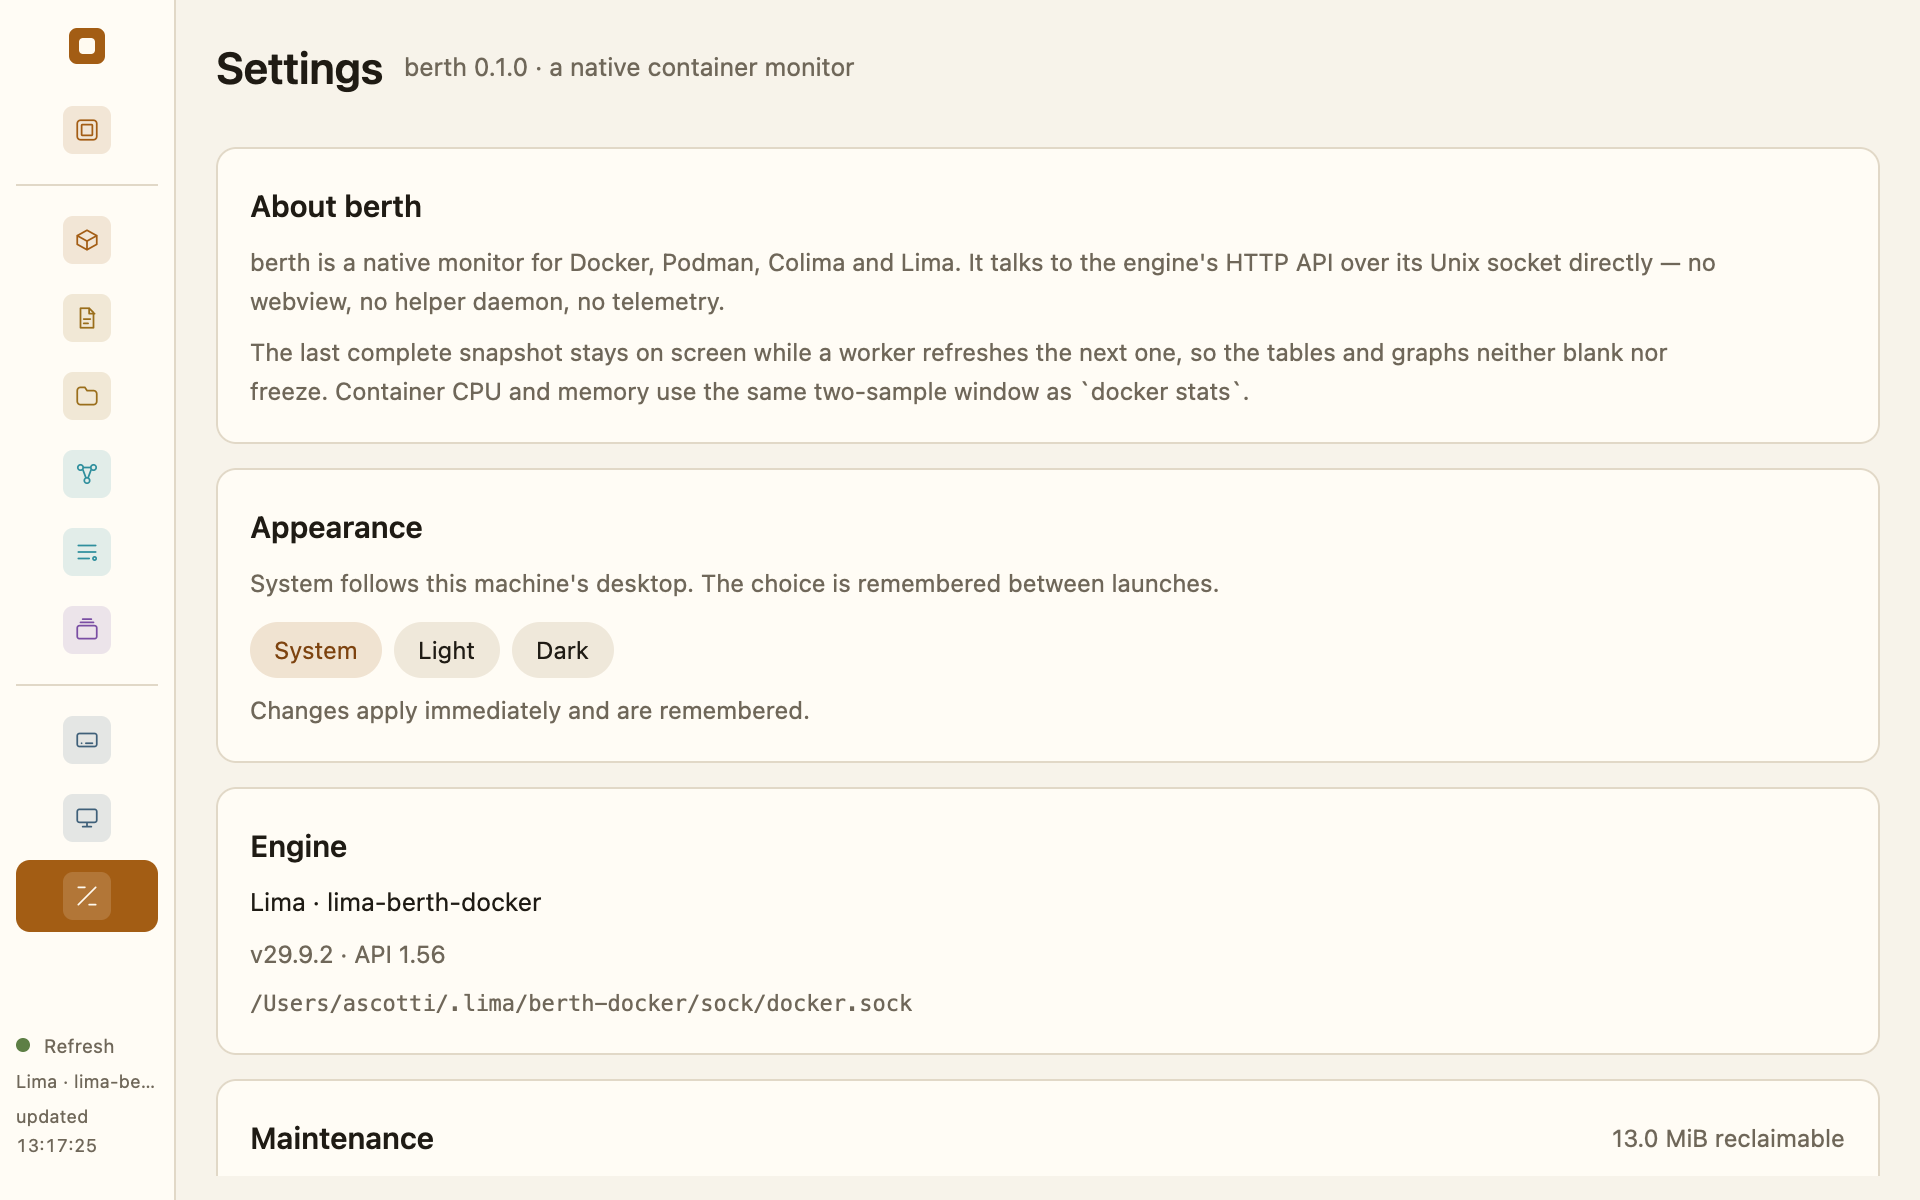 Settings berth 0.1.0 · a native container monitor
About berth
berth is a native monitor for Docker, Podman, Colima and Lima. It talks to the engine's HTTP API over its Unix socket directly — no
webview, no helper daemon, no telemetry.
The last complete snapshot stays on screen while a worker refreshes the next one, so the tables and graphs neither blank nor
freeze. Container CPU and memory use the same two-sample window as `docker stats`.
Appearance
System follows this machine's desktop. The choice is remembered between launches.
System Light Dark
Changes apply immediately and are remembered.
Engine
Lima · lima-berth-docker
v29.9.2 · API 1.56
/Users/ascotti/.lima/berth-docker/sock/docker.sock
Maintenance 13.0 MiB reclaimable
Refresh
Lima · lima-be...
updated
13:17:25